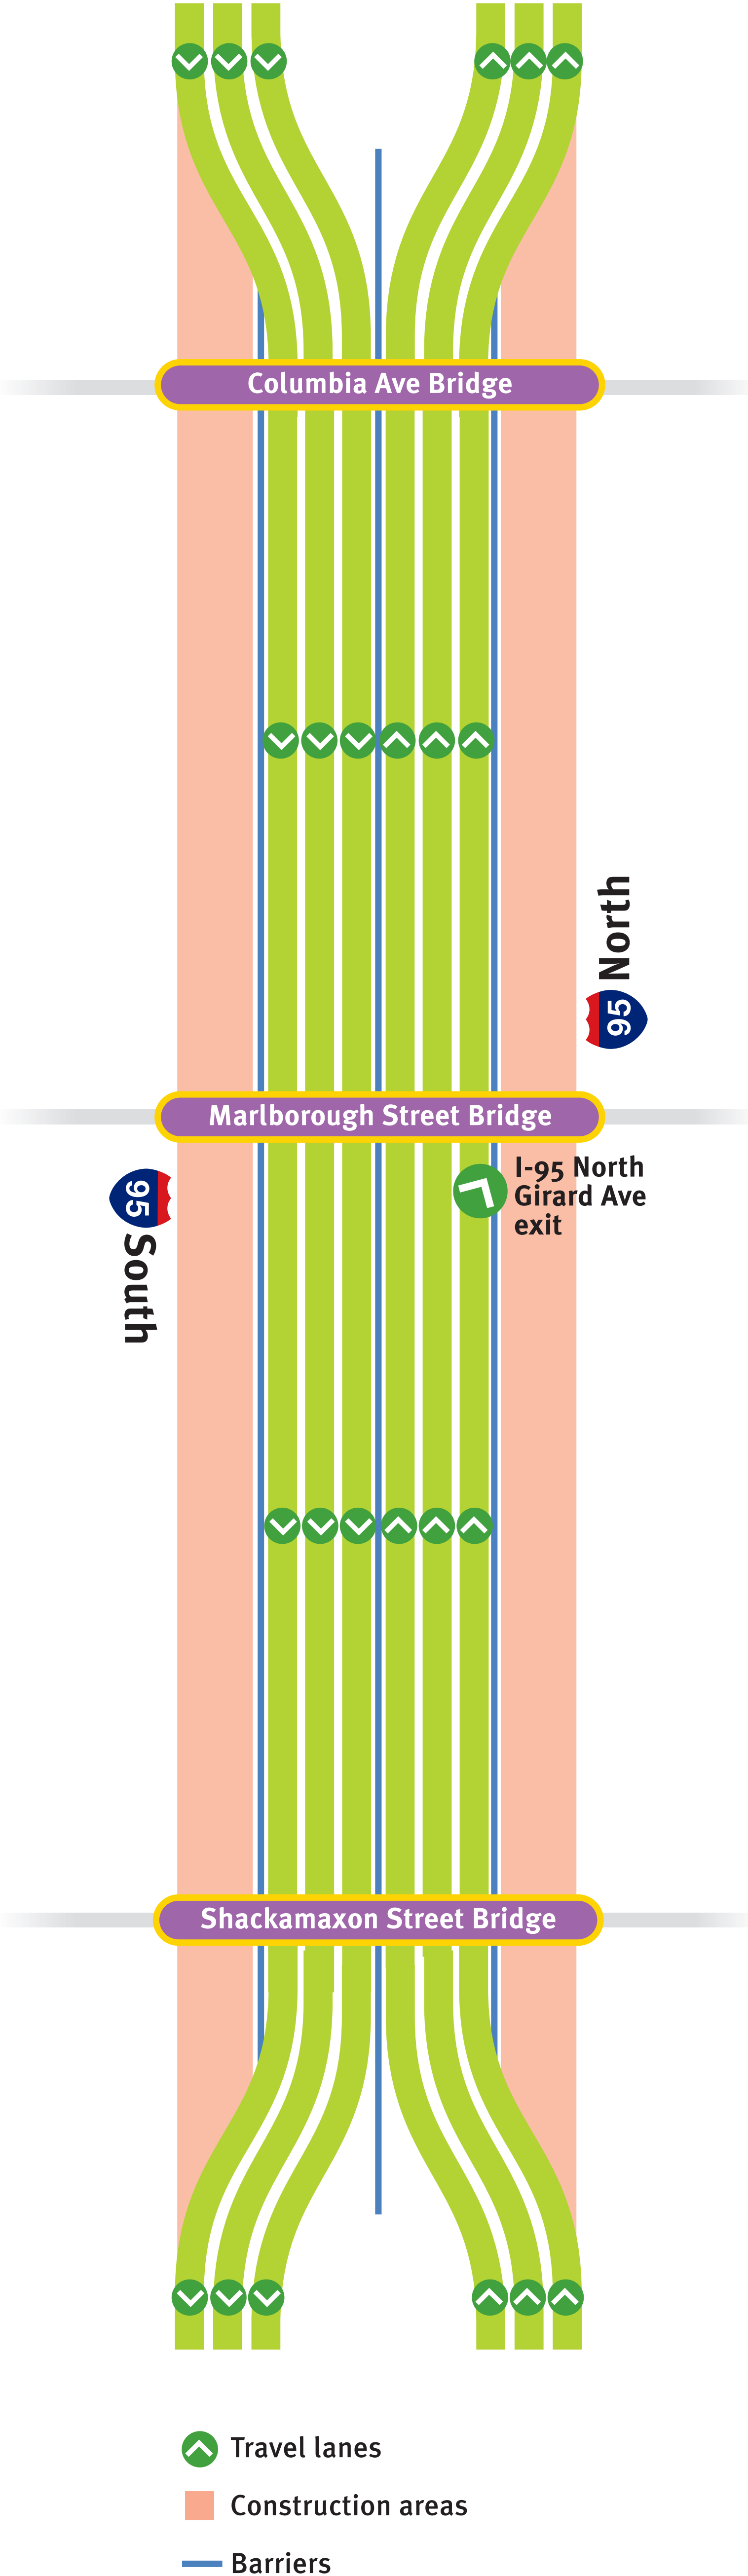 Columbia Ave Bridge
North
95
Marlborough Street Bridge
I-95 North
Girard Ave
exit
95
South
Shackamaxon Street Bridge
Travel lanes
Construction areas
Barriers